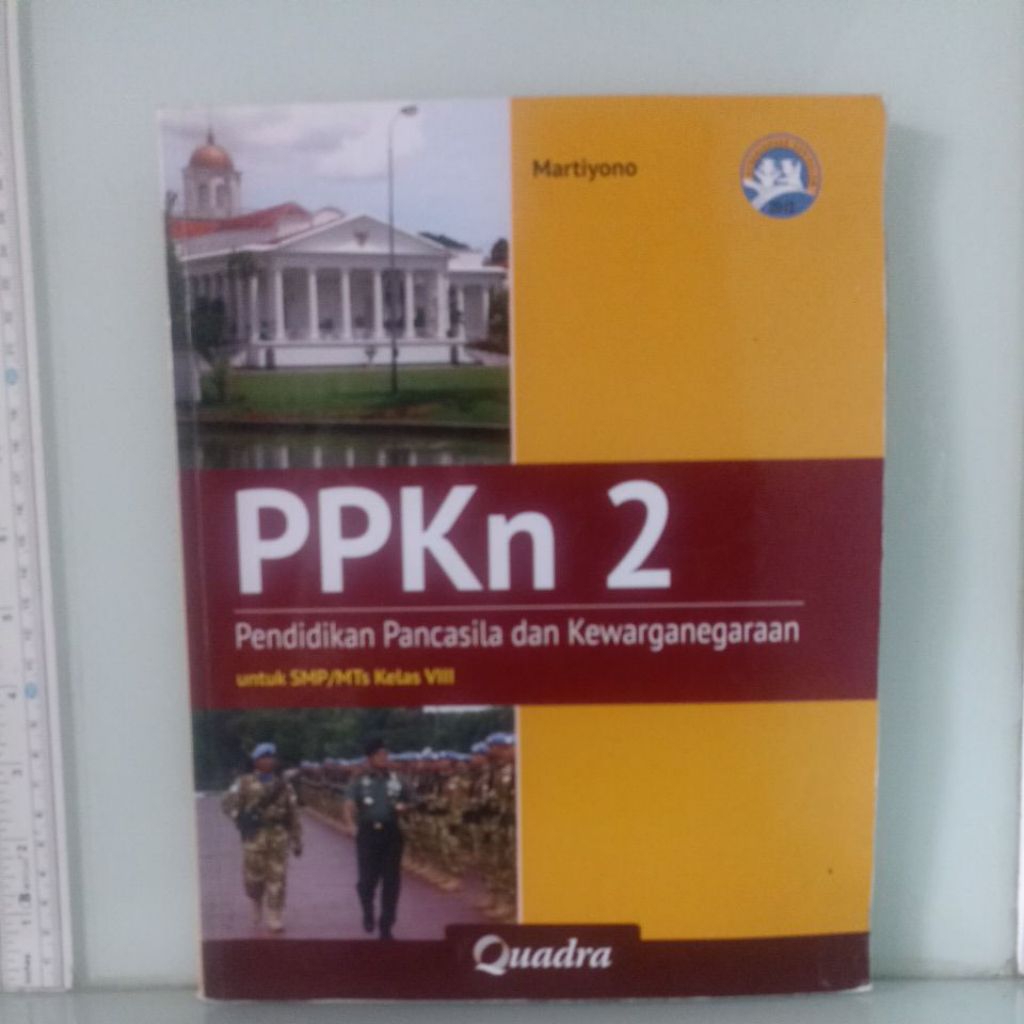 Martiyono
PPKn 2
Pendidikan Pancasila dan Kewarganegaraan
untuk SMP/MTs Kelas VIII
Quadra